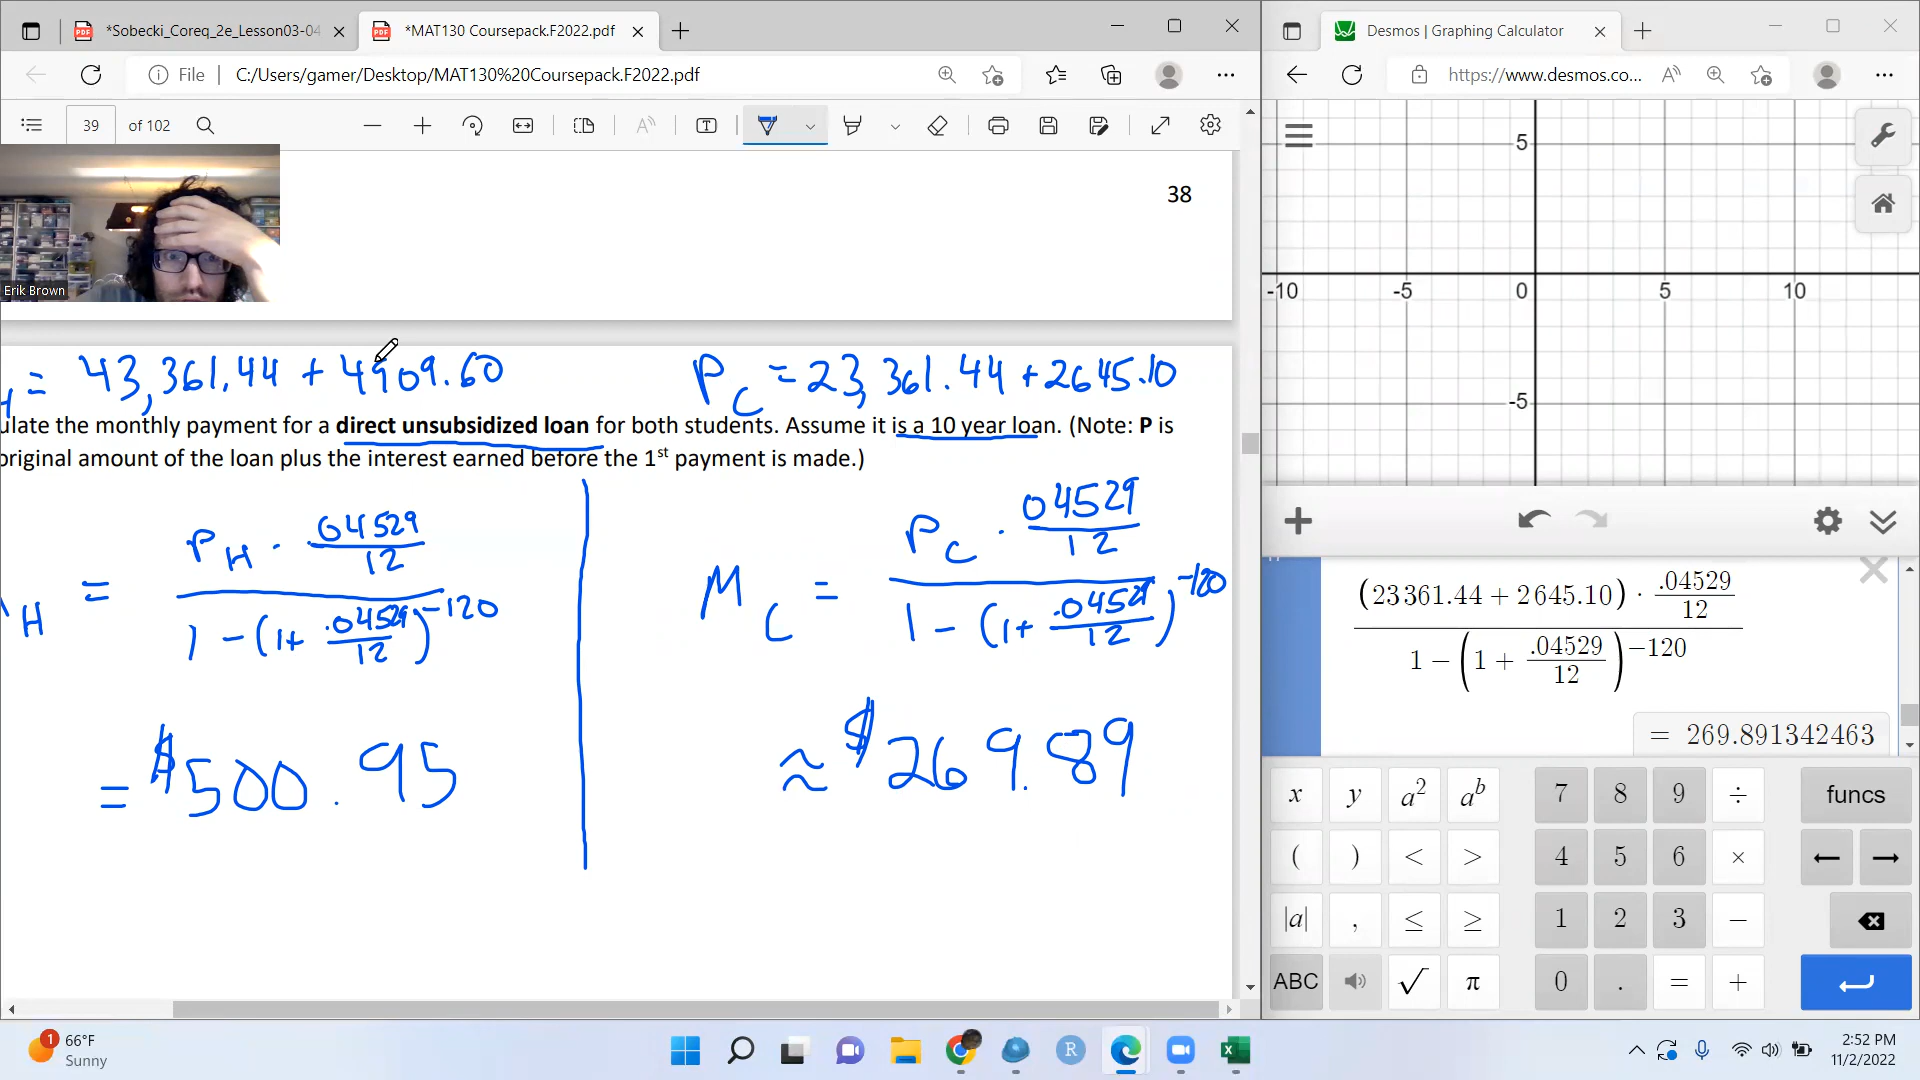 *Sobecki_Coreq_2e_Lesson03-04
*MAT130 Coursepack.F2022.pdf
Desmos | Graphing Calculator
File C:/Users/gamer/Desktop/MAT130%20Coursepack.F2022.pdf
https://www.desmos.co...
39 of 102
Erik Brown
38
H = 43,361.44 + 4909.60
P_C = 23,361.44 + 2645.10
ulate the monthly payment for a direct unsubsidized loan for both students. Assume it is a 10 year loan. (Note: P is
original amount of the loan plus the interest earned before the 1st payment is made.)
H = (P_H · .04529/12) / (1 - (1 + .04529/12)^-120)
= $500.95
M_C = (P_C · 04529/12) / (1 - (1 + .04529/12)^-120)
≈ $269.89
5
-10 -5 0 5 10
-5
((23361.44 + 2645.10) · .04529/12) / (1 - (1 + .04529/12)^-120)
= 269.891342463
x y a² a^b 7 8 9 ÷ funcs
( ) < > 4 5 6 × ← →
|a| , ≤ ≥ 1 2 3 −
ABC √ π 0 . = +
1 66°F
Sunny
R
2:52 PM
11/2/2022